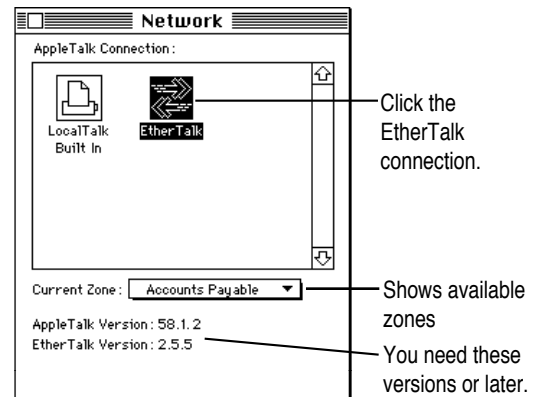 Network
AppleTalk Connection:
LocalTalk
Built In
EtherTalk
Click the
EtherTalk
connection.
Current Zone: Accounts Payable
Shows available
zones
AppleTalk Version: 58.1.2
EtherTalk Version: 2.5.5
You need these
versions or later.